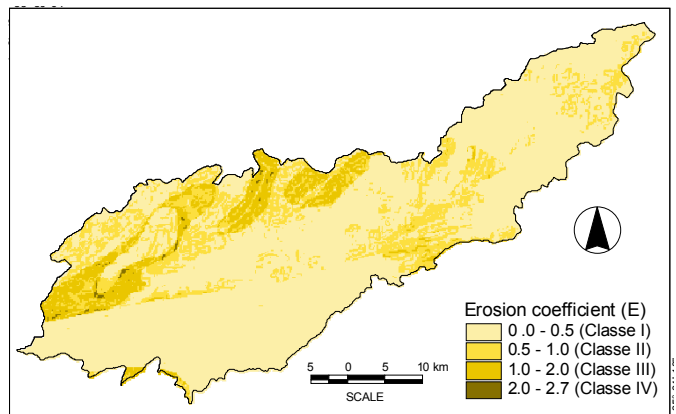 Erosion coefficient (E)
0 .0 - 0.5 (Classe I)
0.5 - 1.0 (Classe II)
1.0 - 2.0 (Classe III)
2.0 - 2.7 (Classe IV)
5 0 5 10 km
SCALE